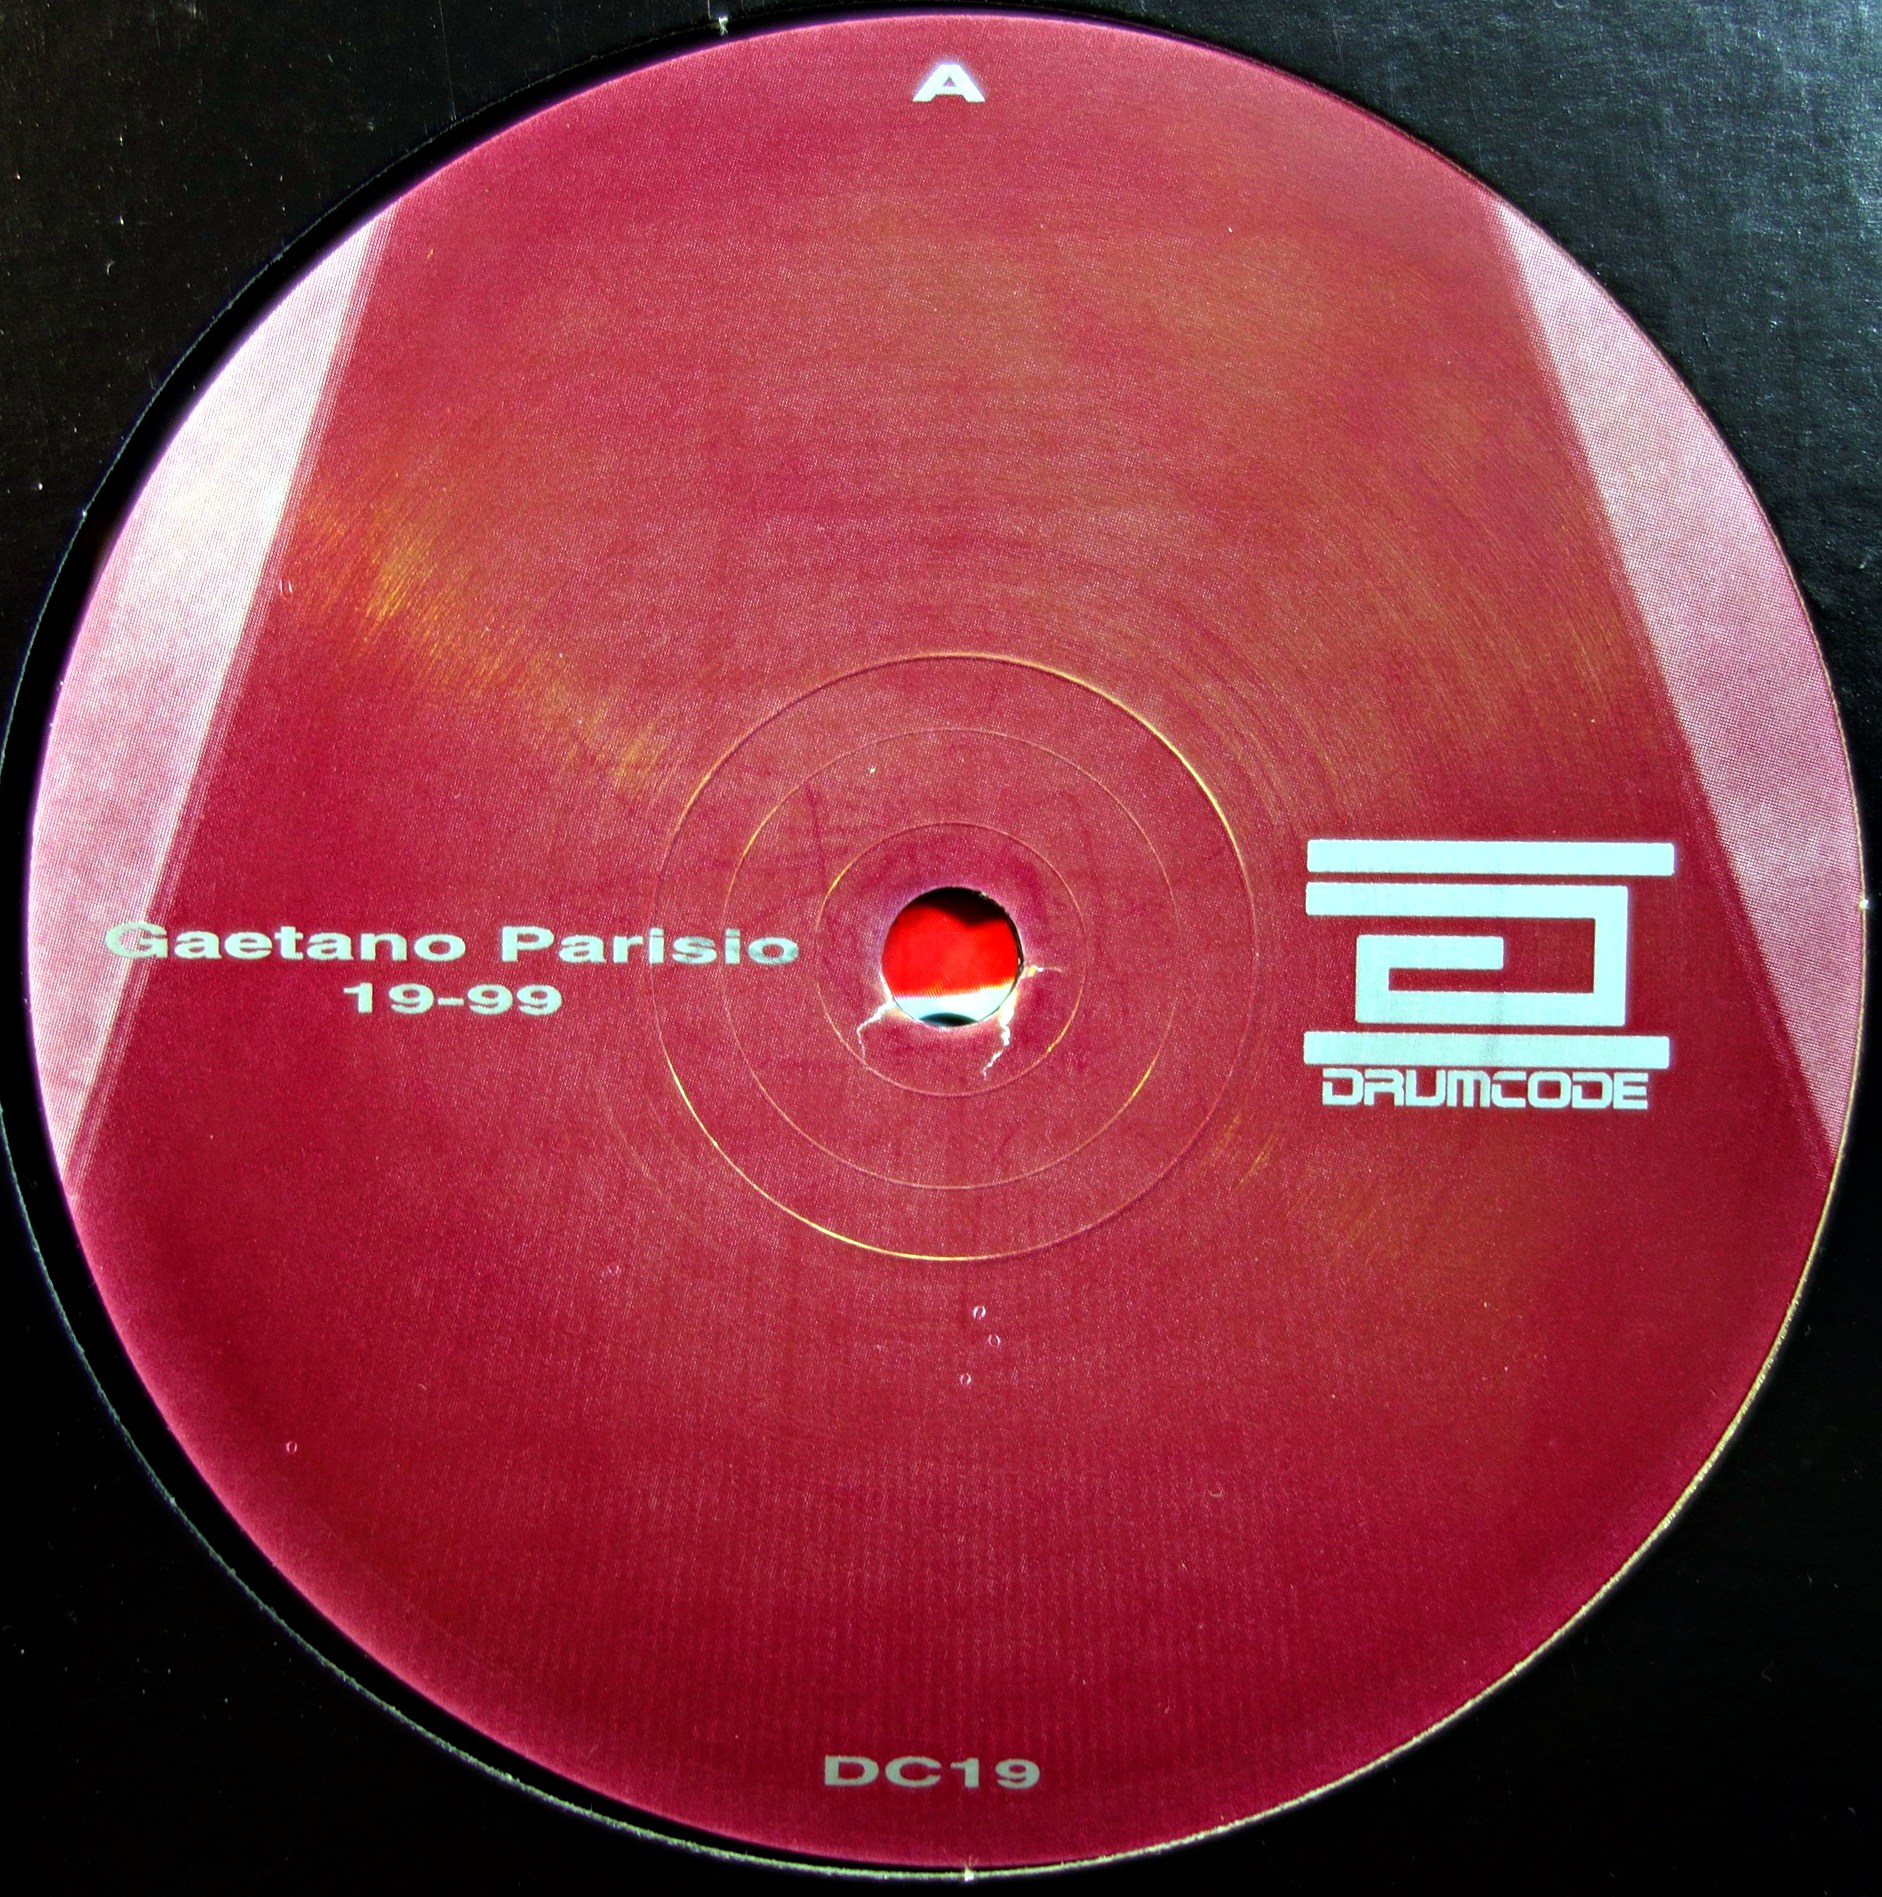 A
Gaetano Parisio
19-99
DRUMCODE
DC19